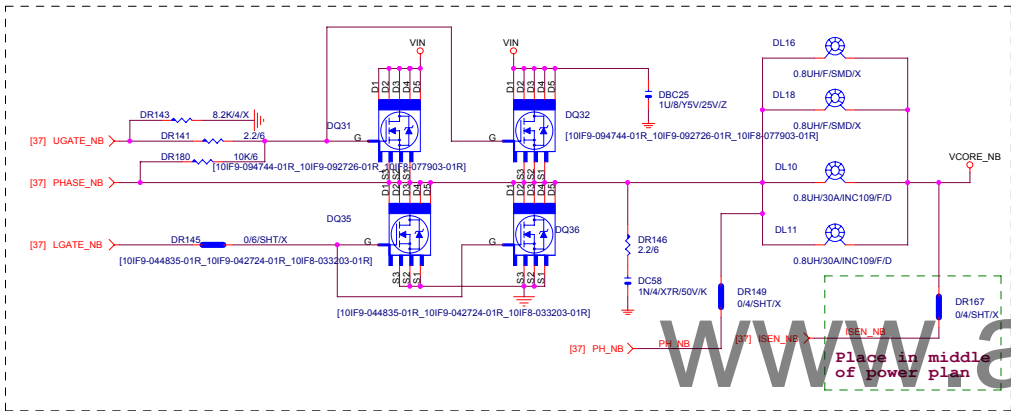 VIN
VIN
DL16
0.8UH/F/SMD/X
D1 D2 D3 D4 D5
D1 D2 D3 D4 D5
DBC25
1U/8/Y5V/25V/Z
DL18
0.8UH/F/SMD/X
DR143
8.2K/4/X
DQ31
DQ32
[37] UGATE_NB
DR141
2.2/6
G
G
[10IF9-094744-01R_10IF9-092726-01R_10IF8-077903-01R]
DR180
10K/6
[10IF9-094744-01R_10IF9-092726-01R_10IF8-077903-01R]
S3 S2 S1
S3 S2 S1
DL10
0.8UH/30A/INC109/F/D
VCORE_NB
[37] PHASE_NB
D1 D2 D3 D4 D5
D1 D2 D3 D4 D5
DQ35
DQ36
DL11
0.8UH/30A/INC109/F/D
[37] LGATE_NB
DR145
0/6/SHT/X
G
G
DR146
2.2/6
[10IF9-044835-01R_10IF9-042724-01R_10IF8-033203-01R]
S3 S2 S1
S3 S2 S1
DC58
1N/4/X7R/50V/K
DR149
0/4/SHT/X
DR167
0/4/SHT/X
[10IF9-044835-01R_10IF9-042724-01R_10IF8-033203-01R]
[37] PH_NB
PH_NB
[37] ISEN_NB
ISEN_NB
Place in middle
of power plan
www.a